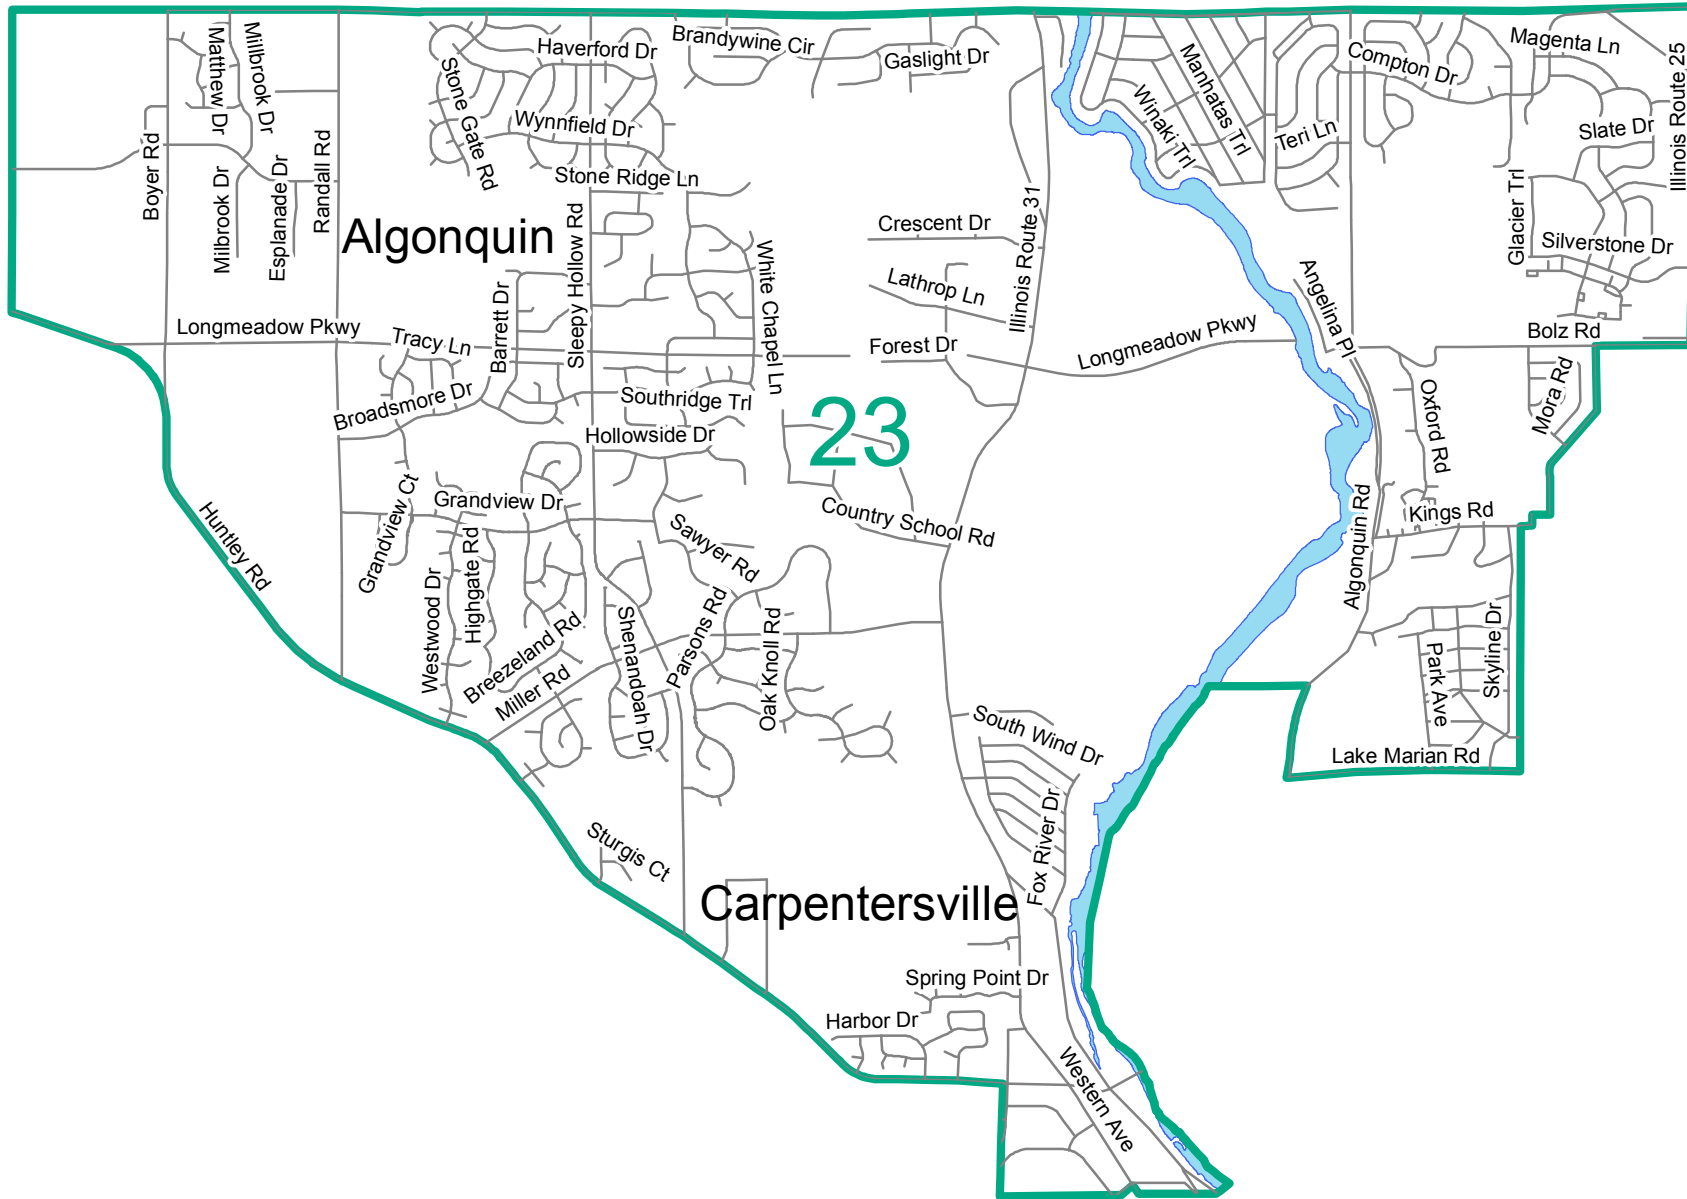 Matthew Dr
Millbrook Dr
Stone Gate Rd
Haverford Dr
Brandywine Cir
Gaslight Dr
Manhatas Trl
Winaki Trl
Compton Dr
Magenta Ln
Illinois Route 25
Wynnfield Dr
Teri Ln
Slate Dr
Boyer Rd
Milbrook Dr
Esplanade Dr
Randall Rd
Stone Ridge Ln
Algonquin
Sleepy Hollow Rd
Crescent Dr
Illinois Route 31
Glacier Trl
Silverstone Dr
White Chapel Ln
Lathrop Ln
Angelina Pl
Longmeadow Pkwy
Tracy Ln
Barrett Dr
Forest Dr
Longmeadow Pkwy
Bolz Rd
Broadsmore Dr
Southridge Trl
23
Oxford Rd
Mora Rd
Hollowside Dr
Huntley Rd
Grandview Ct
Grandview Dr
Sawyer Rd
Country School Rd
Algonquin Rd
Kings Rd
Westwood Dr
Highgate Rd
Breezeland Rd
Miller Rd
Shenandoah Dr
Parsons Rd
Oak Knoll Rd
Park Ave
Skyline Dr
South Wind Dr
Lake Marian Rd
Fox River Dr
Sturgis Ct
Carpentersville
Spring Point Dr
Harbor Dr
Western Ave